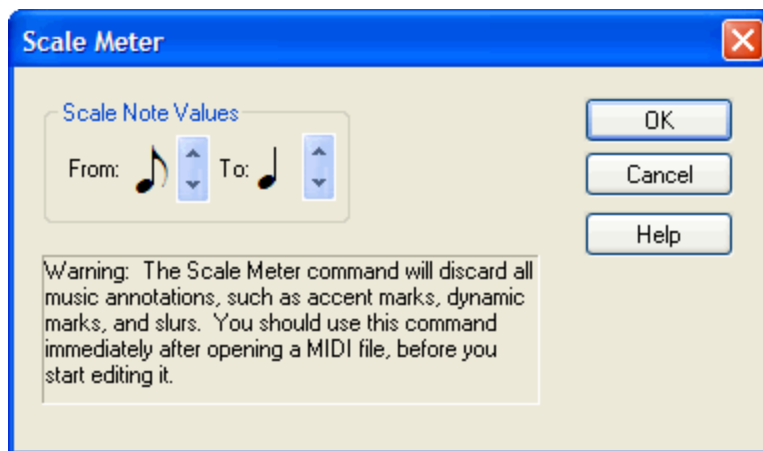 Scale Meter
Scale Note Values
From: To:
OK
Cancel
Help
Warning: The Scale Meter command will discard all
music annotations, such as accent marks, dynamic
marks, and slurs. You should use this command
immediately after opening a MIDI file, before you
start editing it.